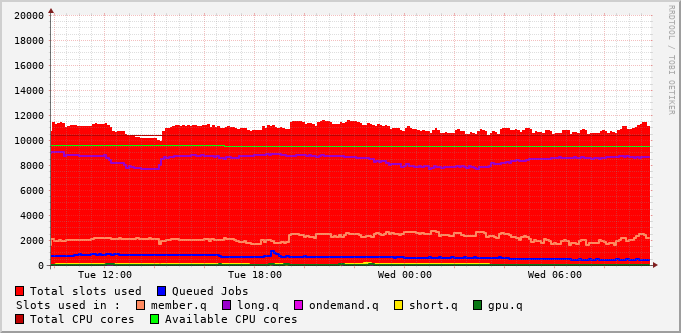 20000
18000
16000
14000
12000
10000
8000
6000
4000
2000
0
Tue 12:00 Tue 18:00 Wed 00:00 Wed 06:00
RRDTOOL / TOBI OETIKER
Total slots used Queued Jobs
Slots used in : member.q long.q ondemand.q short.q gpu.q
Total CPU cores Available CPU cores